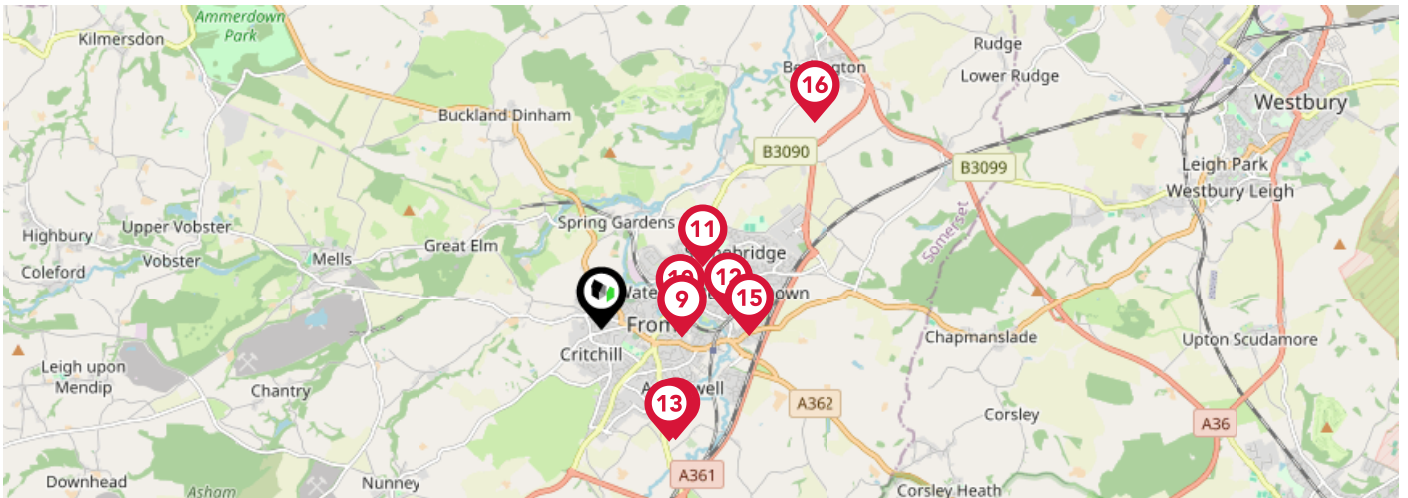 Ammerdown
Park
Kilmersdon
Rudge
Lower Rudge
16
Westbury
Buckland Dinham
B3090
B3099
Leigh Park
Westbury Leigh
Somerset
Spring Gardens
11
Upper Vobster
Highbury
Great Elm
Vobster
Mells
Coleford
12
9
15
Critchill
Chapmanslade
Upton Scudamore
Leigh upon
Mendip
Chantry
13
A362
Corsley
A36
A361
Downhead
Asham
Nunney
Corsley Heath